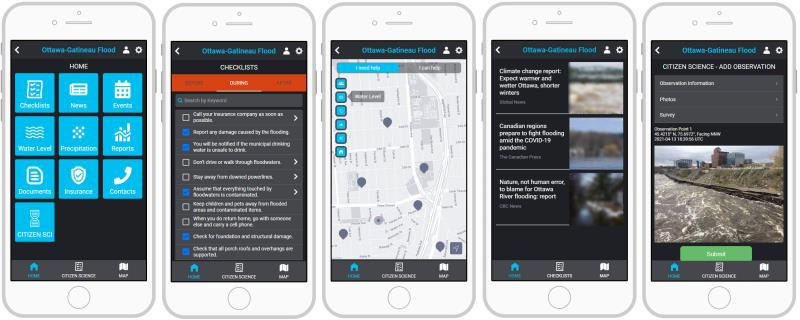 Ottawa-Gatineau Flood
HOME
Checklists
News
Events
Water Level
Precipitation
Reports
Documents
Insurance
Contacts
CITIZEN SCI
HOME
CITIZEN SCIENCE
MAP
Ottawa-Gatineau Flood
CHECKLISTS
BEFORE
DURING
AFTER
Search by Keyword
Call your insurance company as soon as
possible.
Report any damage caused by the flooding.
You will be notified if the municipal drinking
water is unsafe to drink.
Don't drive or walk through floodwaters.
Stay away from downed powerlines.
Assume that everything touched by
floodwaters is contaminated.
Keep children and pets away from flooded
areas and contaminated items.
When you do return home, go with someone
else and carry a cell phone.
Check for foundation and structural damage.
Check that all porch roofs and overhangs are
supported.
HOME
CITIZEN SCIENCE
MAP
Ottawa-Gatineau Flood
I need help
I can help
Water Level
HOME
CITIZEN SCIENCE
MAP
Ottawa-Gatineau Flood
Climate change report:
Expect warmer and
wetter Ottawa, shorter
winters
Global News
Canadian regions
prepare to fight flooding
amid the COVID-19
pandemic
The Canadian Press
Nature, not human error,
to blame for Ottawa
River flooding: report
CBC News
HOME
CHECKLISTS
MAP
Ottawa-Gatineau Flood
CITIZEN SCIENCE - ADD OBSERVATION
Observation Information
Photos
Survey
Observation Point 1
45.4215° N, 75.6972°, Facing NNW
2021-04-13 18:39:56 UTC
Submit
HOME
CITIZEN SCIENCE
MAP